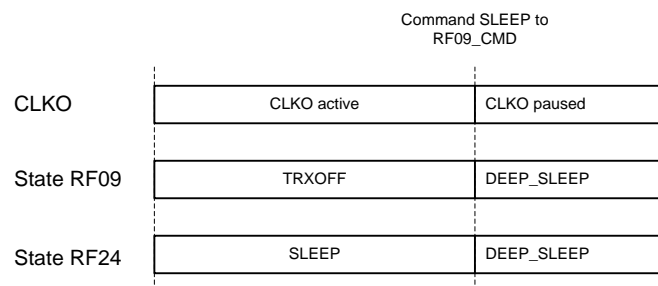 Command SLEEP to
RF09_CMD
CLKO
CLKO active
CLKO paused
State RF09
TRXOFF
DEEP_SLEEP
State RF24
SLEEP
DEEP_SLEEP